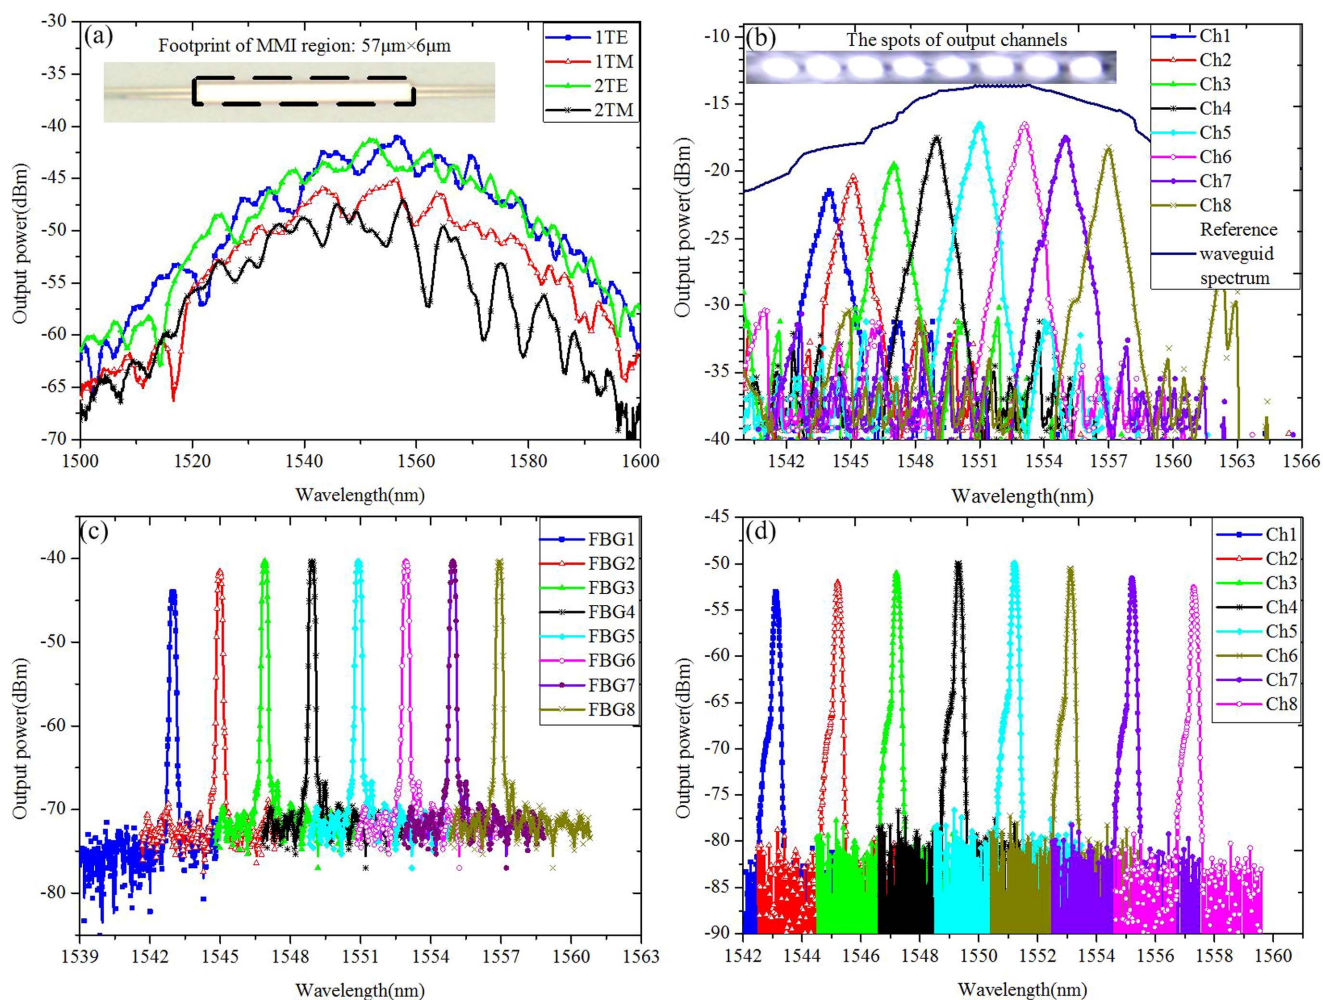 (a)
Footprint of MMI region: 57μm×6μm
1TE
1TM
2TE
2TM
Output power(dBm)
-30
-35
-40
-45
-50
-55
-60
-65
-70
1500
1520
1540
1560
1580
1600
Wavelength(nm)
(b)
The spots of output channels
Ch1
Ch2
Ch3
Ch4
Ch5
Ch6
Ch7
Ch8
Reference
waveguid
spectrum
Output power(dBm)
-10
-15
-20
-25
-30
-35
-40
1542
1545
1548
1551
1554
1557
1560
1563
1566
Wavelength(nm)
(c)
FBG1
FBG2
FBG3
FBG4
FBG5
FBG6
FBG7
FBG8
Output power(dBm)
-40
-50
-60
-70
-80
1539
1542
1545
1548
1551
1554
1557
1560
1563
Wavelength(nm)
(d)
Ch1
Ch2
Ch3
Ch4
Ch5
Ch6
Ch7
Ch8
Output power(dBm)
-45
-50
-55
-60
-65
-70
-75
-80
-85
-90
1542
1544
1546
1548
1550
1552
1554
1556
1558
1560
Wavelength(nm)